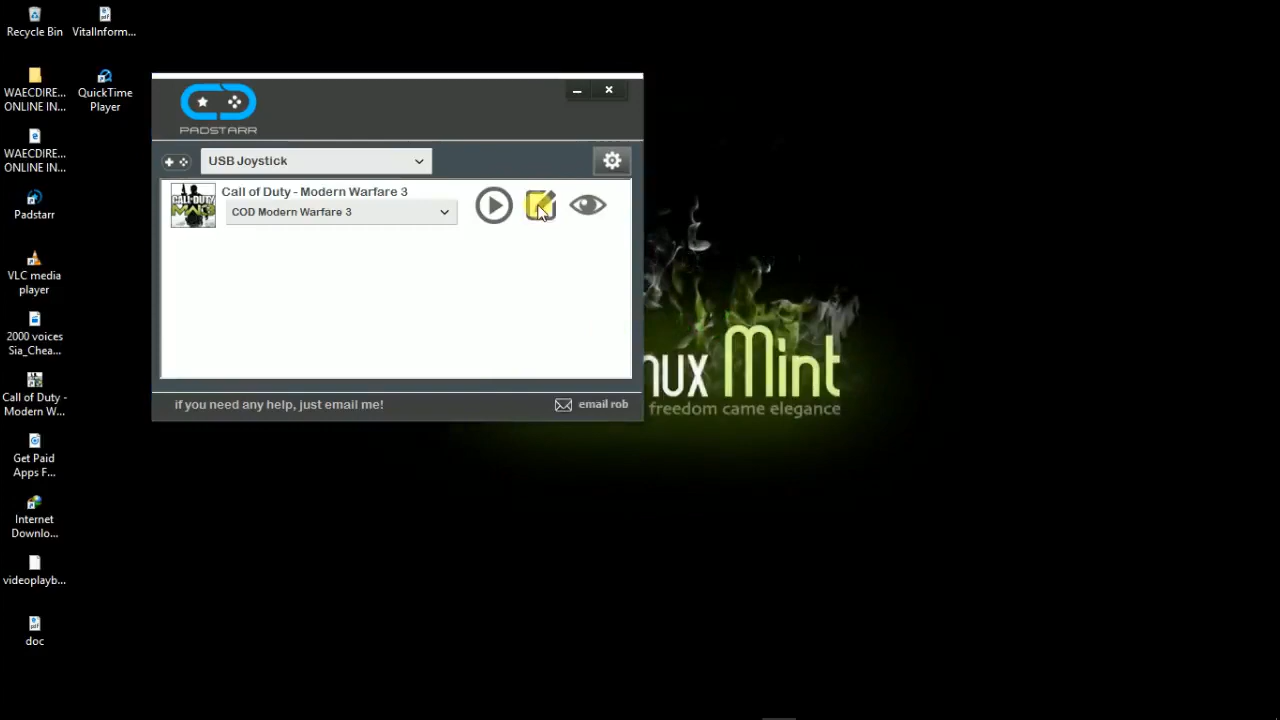 Recycle Bin
VitalInform...
WAECDIRE...
ONLINE IN...
QuickTime
Player
WAECDIRE...
ONLINE IN...
Padstarr
VLC media
player
2000 voices
Sia_Chea...
Call of Duty -
Modern W...
Get Paid
Apps F...
Internet
Downlo...
videoplayb...
doc
PADSTARR
USB Joystick
Call of Duty - Modern Warfare 3
COD Modern Warfare 3
CALL·DUTY
MW3
if you need any help, just email me!
email rob
nux Mint
freedom came elegance